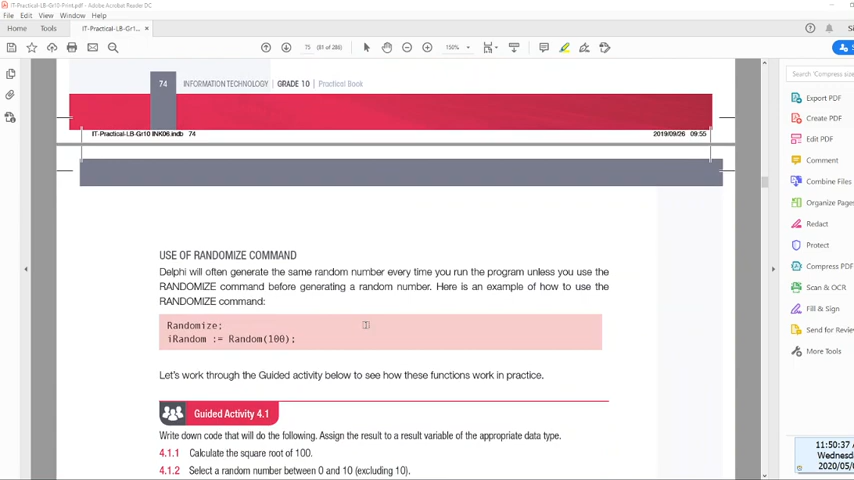 IT-Practical-LB-Gr10-Print.pdf - Adobe Acrobat Reader DC
File Edit View Window Help
Home Tools IT-Practical-LB-Gr1... ×
75 (81 of 288) 150%
74 INFORMATION TECHNOLOGY | GRADE 10 | Practical Book
IT-Practical-LB-Gr10 INK06.indb 74 2019/09/26 09:55
USE OF RANDOMIZE COMMAND
Delphi will often generate the same random number every time you run the program unless you use the
RANDOMIZE command before generating a random number. Here is an example of how to use the
RANDOMIZE command:
Randomize;
iRandom := Random(100);
Let's work through the Guided activity below to see how these functions work in practice.
Guided Activity 4.1
Write down code that will do the following. Assign the result to a result variable of the appropriate data type.
4.1.1 Calculate the square root of 100.
4.1.2 Select a random number between 0 and 10 (excluding 10).
Search 'Compress size
Export PDF
Create PDF
Edit PDF
Comment
Combine Files
Organize Pages
Redact
Protect
Compress PDF
Scan & OCR
Fill & Sign
Send for Review
More Tools
11:50:37
Wednesd
2020/05/0